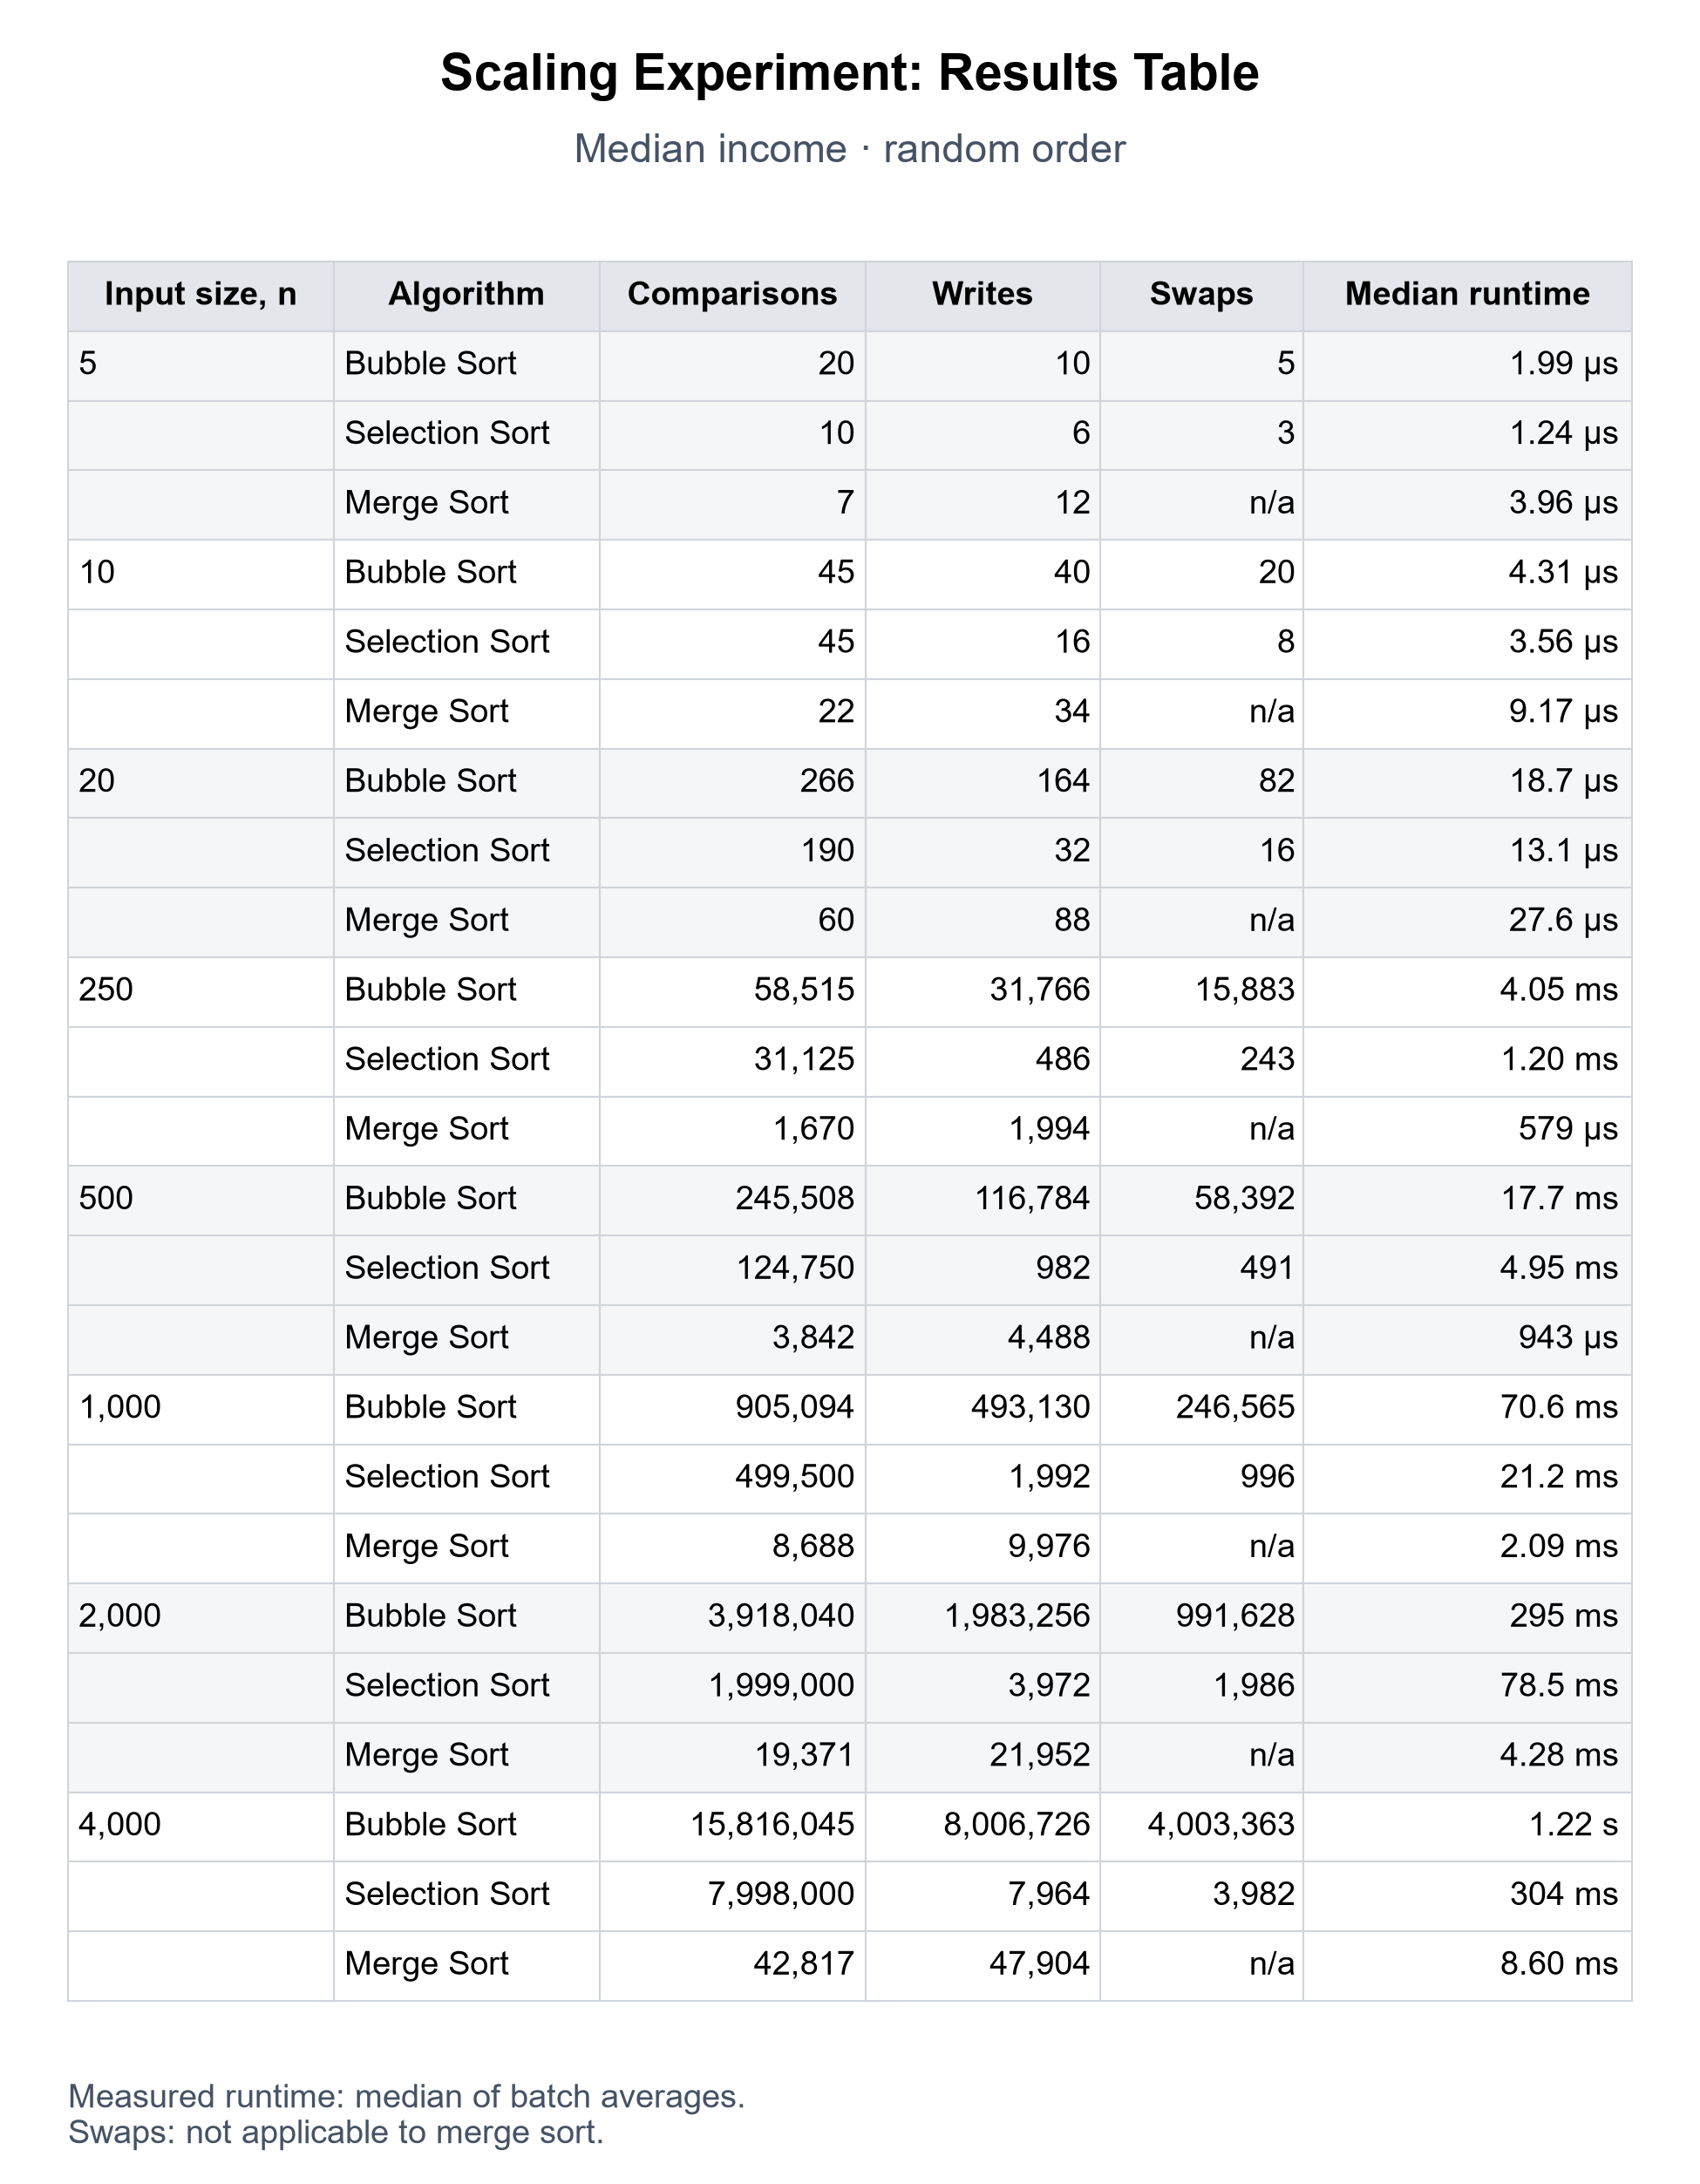 Scaling Experiment: Results Table
Median income · random order
Input size, n Algorithm Comparisons Writes Swaps Median runtime
5 Bubble Sort 20 10 5 1.99 µs
Selection Sort 10 6 3 1.24 µs
Merge Sort 7 12 n/a 3.96 µs
10 Bubble Sort 45 40 20 4.31 µs
Selection Sort 45 16 8 3.56 µs
Merge Sort 22 34 n/a 9.17 µs
20 Bubble Sort 266 164 82 18.7 µs
Selection Sort 190 32 16 13.1 µs
Merge Sort 60 88 n/a 27.6 µs
250 Bubble Sort 58,515 31,766 15,883 4.05 ms
Selection Sort 31,125 486 243 1.20 ms
Merge Sort 1,670 1,994 n/a 579 µs
500 Bubble Sort 245,508 116,784 58,392 17.7 ms
Selection Sort 124,750 982 491 4.95 ms
Merge Sort 3,842 4,488 n/a 943 µs
1,000 Bubble Sort 905,094 493,130 246,565 70.6 ms
Selection Sort 499,500 1,992 996 21.2 ms
Merge Sort 8,688 9,976 n/a 2.09 ms
2,000 Bubble Sort 3,918,040 1,983,256 991,628 295 ms
Selection Sort 1,999,000 3,972 1,986 78.5 ms
Merge Sort 19,371 21,952 n/a 4.28 ms
4,000 Bubble Sort 15,816,045 8,006,726 4,003,363 1.22 s
Selection Sort 7,998,000 7,964 3,982 304 ms
Merge Sort 42,817 47,904 n/a 8.60 ms
Measured runtime: median of batch averages.
Swaps: not applicable to merge sort.